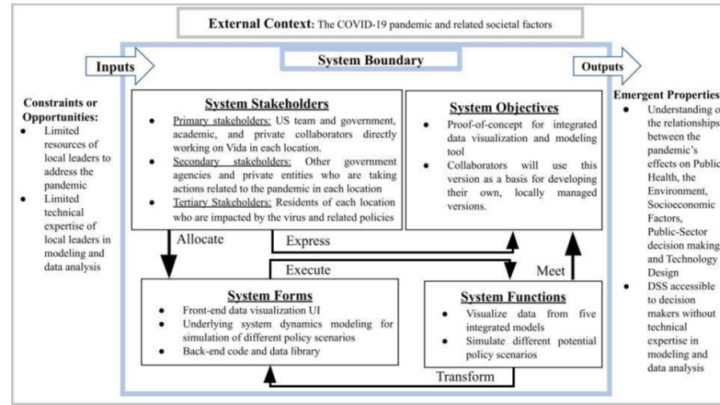 External Context: The COVID-19 pandemic and related societal factors
Inputs
System Boundary
Outputs
Constraints or
Opportunities:
● Limited
resources of
local leaders to
address the
pandemic
● Limited
technical
expertise of
local leaders in
modeling and
data analysis
System Stakeholders
● Primary stakeholders: US team and government,
academic, and private collaborators directly
working on Vida in each location.
● Secondary stakeholders: Other government
agencies and private entities who are taking
actions related to the pandemic in each location
● Tertiary Stakeholders: Residents of each location
who are impacted by the virus and related policies
System Objectives
● Proof-of-concept for integrated
data visualization and modeling
tool
● Collaborators will use this
version as a basis for developing
their own, locally managed
versions.
Allocate
Express
Execute
Meet
System Forms
● Front-end data visualization UI
● Underlying system dynamics modeling for
simulation of different policy scenarios
● Back-end code and data library
System Functions
● Visualize data from five
integrated models
● Simulate different potential
policy scenarios
Transform
Emergent Properties
● Understanding o
the relationships
between the
pandemic's
effects on Public
Health, the
Environment,
Socioeconomic
Factors,
Public-Sector
decision making
and Technology
Design
● DSS accessible
to decision
makers without
technical
expertise in
modeling and
data analysis